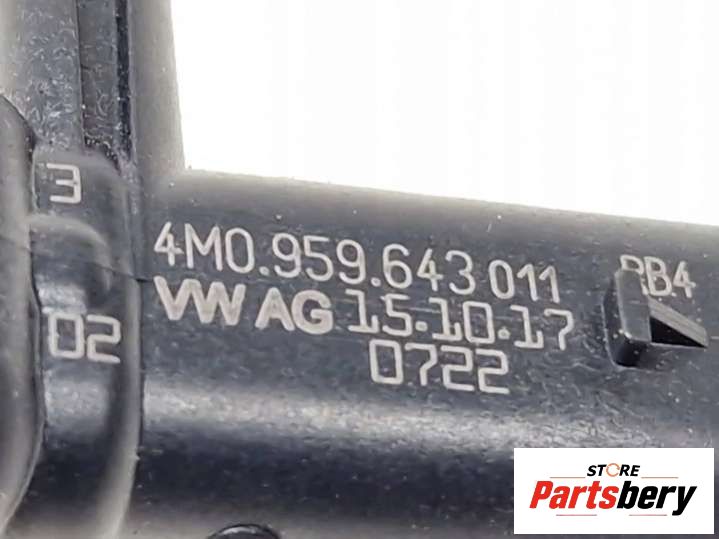 3
4M0.959.643 011
RB4
VW AG 15.10.17
02
0722
STORE
Partsbery